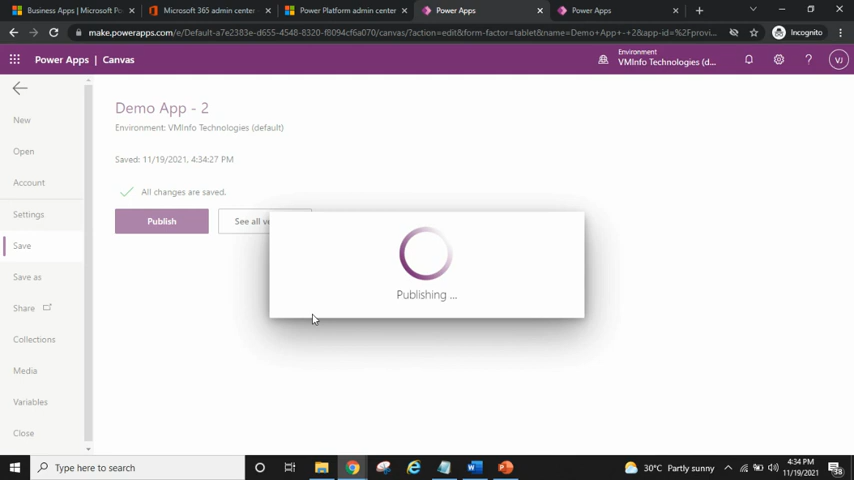 Business Apps | Microsoft Po
Microsoft 365 admin center
Power Platform admin center
Power Apps
Power Apps
make.powerapps.com/e/Default-a7e2383e-d655-4548-8320-f8094cf6a070/canvas/?action=edit&form-factor=tablet&name=Demo+App+-+2&app-id=%2Fprovi...
Incognito
Power Apps | Canvas
Environment
VMInfo Technologies (d...
VJ
New
Open
Account
Settings
Save
Save as
Share
Collections
Media
Variables
Close
Demo App - 2
Environment: VMInfo Technologies (default)
Saved: 11/19/2021, 4:34:27 PM
All changes are saved.
Publish
See all ve
Publishing ...
Type here to search
30°C Partly sunny
4:34 PM
11/19/2021
38